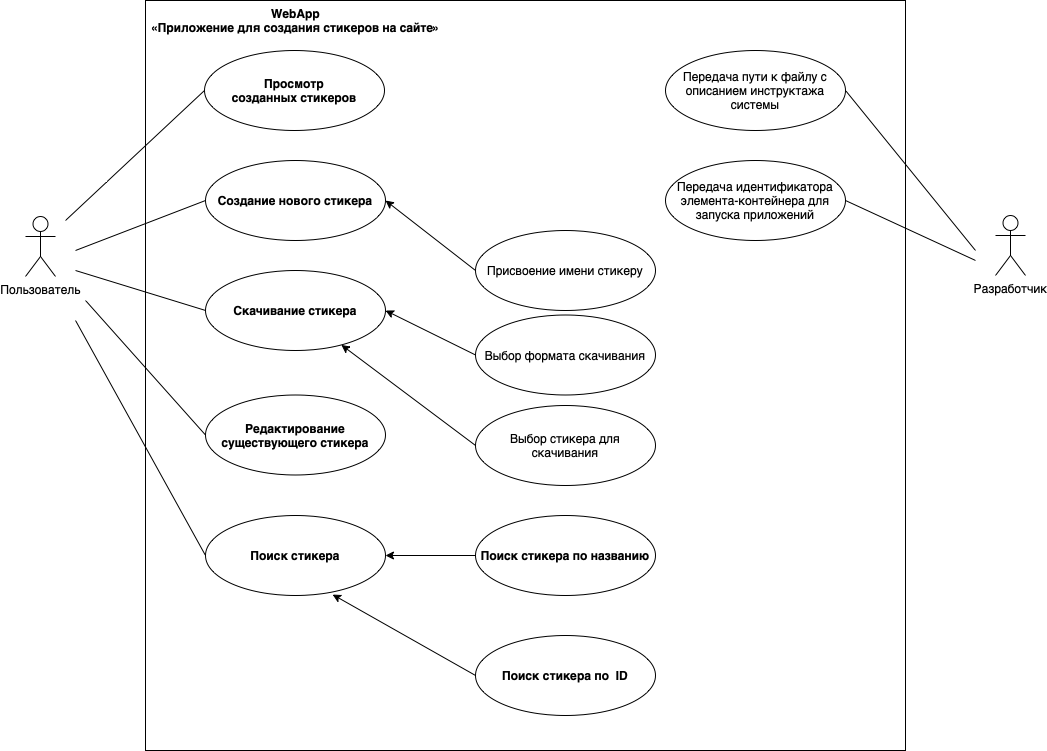 WebApp
«Приложение для создания стикеров на сайте»
Просмотр
созданных стикеров
Передача пути к файлу с
описанием инструктажа
системы
Создание нового стикера
Передача идентификатора
элемента-контейнера для
запуска приложений
Присвоение имени стикеру
Пользователь
Разработчик
Скачивание стикера
Выбор формата скачивания
Редактирование
существующего стикера
Выбор стикера для
скачивания
Поиск стикера
Поиск стикера по названию
Поиск стикера по  ID